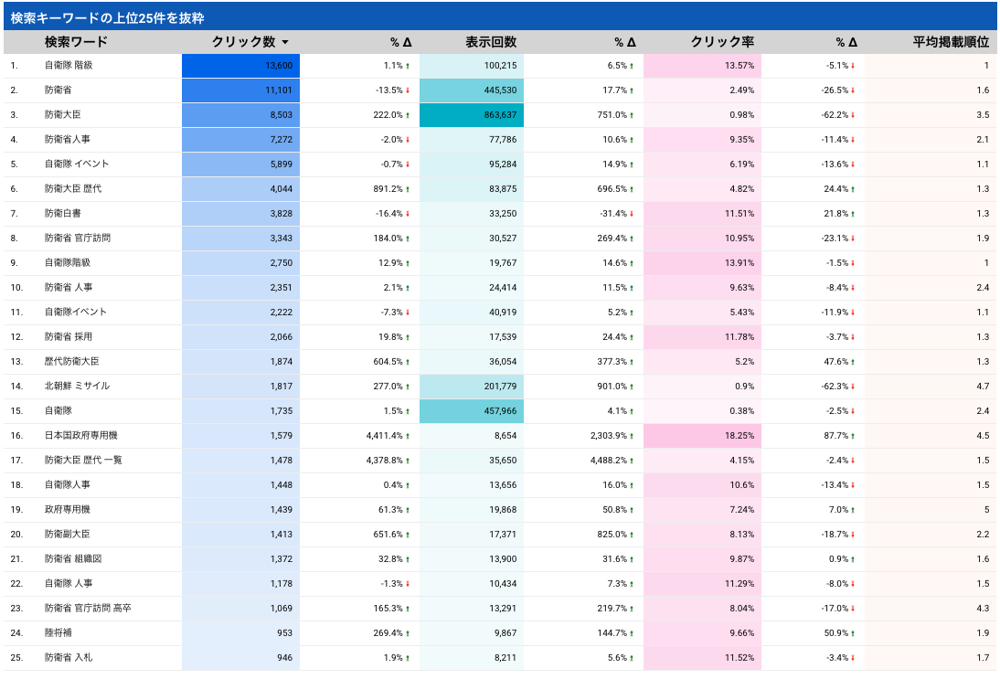 検索キーワードの上位25件を抜粋
検索ワード クリック数 % Δ 表示回数 % Δ クリック率 % Δ 平均掲載順位
1. 自衛隊 階級 13,600 1.1% 100,215 6.5% 13.57% -5.1% 1
2. 防衛省 11,101 -13.5% 445,530 17.7% 2.49% -26.5% 1.6
3. 防衛大臣 8,503 222.0% 863,637 751.0% 0.98% -62.2% 3.5
4. 防衛省人事 7,272 -2.0% 77,786 10.6% 9.35% -11.4% 2.1
5. 自衛隊 イベント 5,899 -0.7% 95,284 14.9% 6.19% -13.6% 1.1
6. 防衛大臣 歴代 4,044 891.2% 83,875 696.5% 4.82% 24.4% 1.3
7. 防衛白書 3,828 -16.4% 33,250 -31.4% 11.51% 21.8% 1.3
8. 防衛省 官庁訪問 3,343 184.0% 30,527 269.4% 10.95% -23.1% 1.9
9. 自衛隊階級 2,750 12.9% 19,767 14.6% 13.91% -1.5% 1
10. 防衛省 人事 2,351 2.1% 24,414 11.5% 9.63% -8.4% 2.4
11. 自衛隊イベント 2,222 -7.3% 40,919 5.2% 5.43% -11.9% 1.1
12. 防衛省 採用 2,066 19.8% 17,539 24.4% 11.78% -3.7% 1.3
13. 歴代防衛大臣 1,874 604.5% 36,054 377.3% 5.2% 47.6% 1.3
14. 北朝鮮 ミサイル 1,817 277.0% 201,779 901.0% 0.9% -62.3% 4.7
15. 自衛隊 1,735 1.5% 457,966 4.1% 0.38% -2.5% 2.4
16. 日本国政府専用機 1,579 4,411.4% 8,654 2,303.9% 18.25% 87.7% 4.5
17. 防衛大臣 歴代 一覧 1,478 4,378.8% 35,650 4,488.2% 4.15% -2.4% 1.5
18. 自衛隊人事 1,448 0.4% 13,656 16.0% 10.6% -13.4% 1.5
19. 政府専用機 1,439 61.3% 19,868 50.8% 7.24% 7.0% 5
20. 防衛副大臣 1,413 651.6% 17,371 825.0% 8.13% -18.7% 2.2
21. 防衛省 組織図 1,372 32.8% 13,900 31.6% 9.87% 0.9% 1.6
22. 自衛隊 人事 1,178 -1.3% 10,434 7.3% 11.29% -8.0% 1.5
23. 防衛省 官庁訪問 高卒 1,069 165.3% 13,291 219.7% 8.04% -17.0% 4.3
24. 陸将補 953 269.4% 9,867 144.7% 9.66% 50.9% 1.9
25. 防衛省 入札 946 1.9% 8,211 5.6% 11.52% -3.4% 1.7